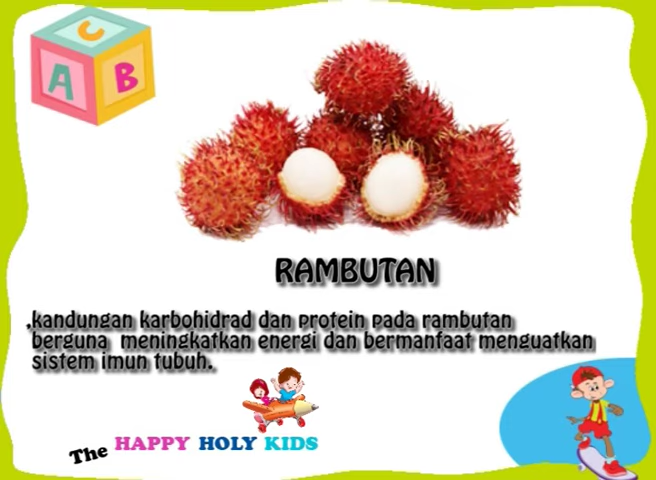 C
A B
RAMBUTAN
,kandungan karbohidrad dan protein pada rambutan
berguna meningkatkan energi dan bermanfaat menguatkan
sistem imun tubuh.
The HAPPY HOLY KIDS